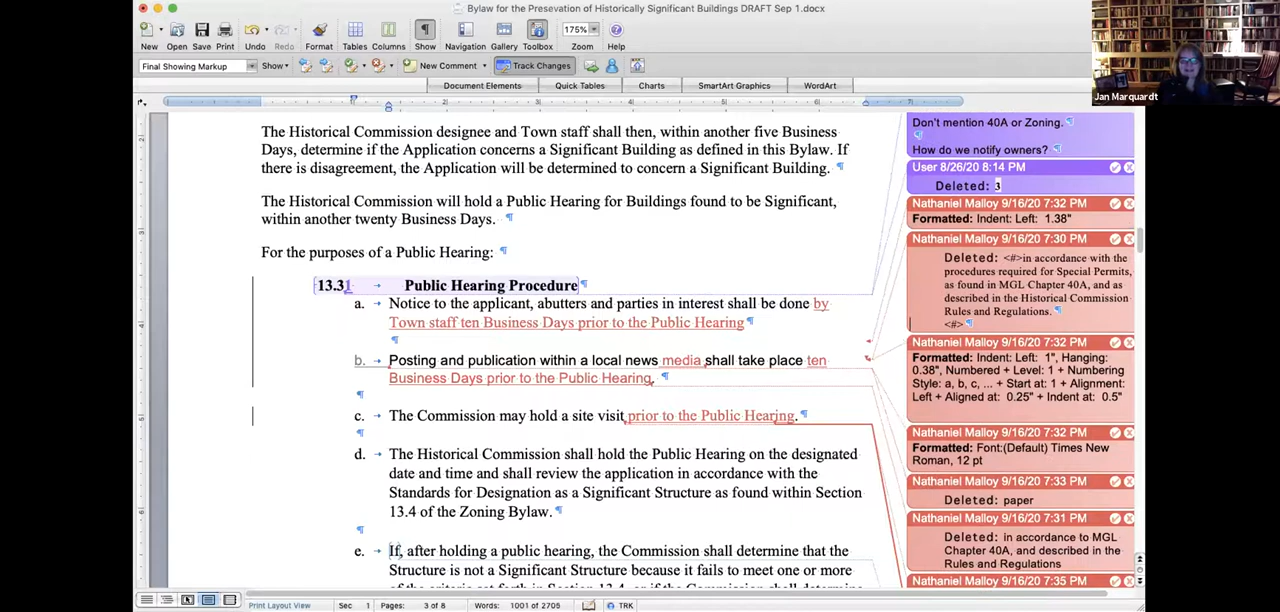 Bylaw for the Presevation of Historically Significant Buildings DRAFT Sep 1.docx
New Open Save Print Undo Redo Format Tables Columns Show Navigation Gallery Toolbox Zoom Help
175%
Final Showing Markup Show New Comment Track Changes
Document Elements Quick Tables Charts SmartArt Graphics WordArt
Jan Marquardt
The Historical Commission designee and Town staff shall then, within another five Business
Days, determine if the Application concerns a Significant Building as defined in this Bylaw. If
there is disagreement, the Application will be determined to concern a Significant Building. ¶
The Historical Commission will hold a Public Hearing for Buildings found to be Significant,
within another twenty Business Days. ¶
For the purposes of a Public Hearing: ¶
13.31 Public Hearing Procedure¶
a. Notice to the applicant, abutters and parties in interest shall be done by
Town staff ten Business Days prior to the Public Hearing¶
¶
b. Posting and publication within a local news media shall take place ten
Business Days prior to the Public Hearing. ¶
¶
c. The Commission may hold a site visit prior to the Public Hearing. ¶
¶
d. The Historical Commission shall hold the Public Hearing on the designated
date and time and shall review the application in accordance with the
Standards for Designation as a Significant Structure as found within Section
13.4 of the Zoning Bylaw. ¶
¶
e. If, after holding a public hearing, the Commission shall determine that the
Structure is not a Significant Structure because it fails to meet one or more
of the criteria set forth in Section 13.4, or if the Commission shall determine
Don't mention 40A or Zoning. ¶
¶
How do we notify owners? ¶
User 8/26/20 8:14 PM
Deleted: 3
Nathaniel Malloy 9/16/20 7:32 PM
Formatted: Indent: Left: 1.38"
Nathaniel Malloy 9/16/20 7:30 PM
Deleted: <#>in accordance with the
procedures required for Special Permits,
as found in MGL Chapter 40A, and as
described in the Historical Commission
Rules and Regulations. ¶
<#> ¶
Nathaniel Malloy 9/16/20 7:32 PM
Formatted: Indent: Left: 1", Hanging:
0.38", Numbered + Level: 1 + Numbering
Style: a, b, c, ... + Start at: 1 + Alignment:
Left + Aligned at: 0.25" + Indent at: 0.5"
Nathaniel Malloy 9/16/20 7:32 PM
Formatted: Font:(Default) Times New
Roman, 12 pt
Nathaniel Malloy 9/16/20 7:33 PM
Deleted: paper
Nathaniel Malloy 9/16/20 7:31 PM
Deleted: in accordance to MGL
Chapter 40A, and described in the
Rules and Regulations
Nathaniel Malloy 9/16/20 7:35 PM
Print Layout View Sec 1 Pages: 3 of 8 Words: 1001 of 2705 TRK